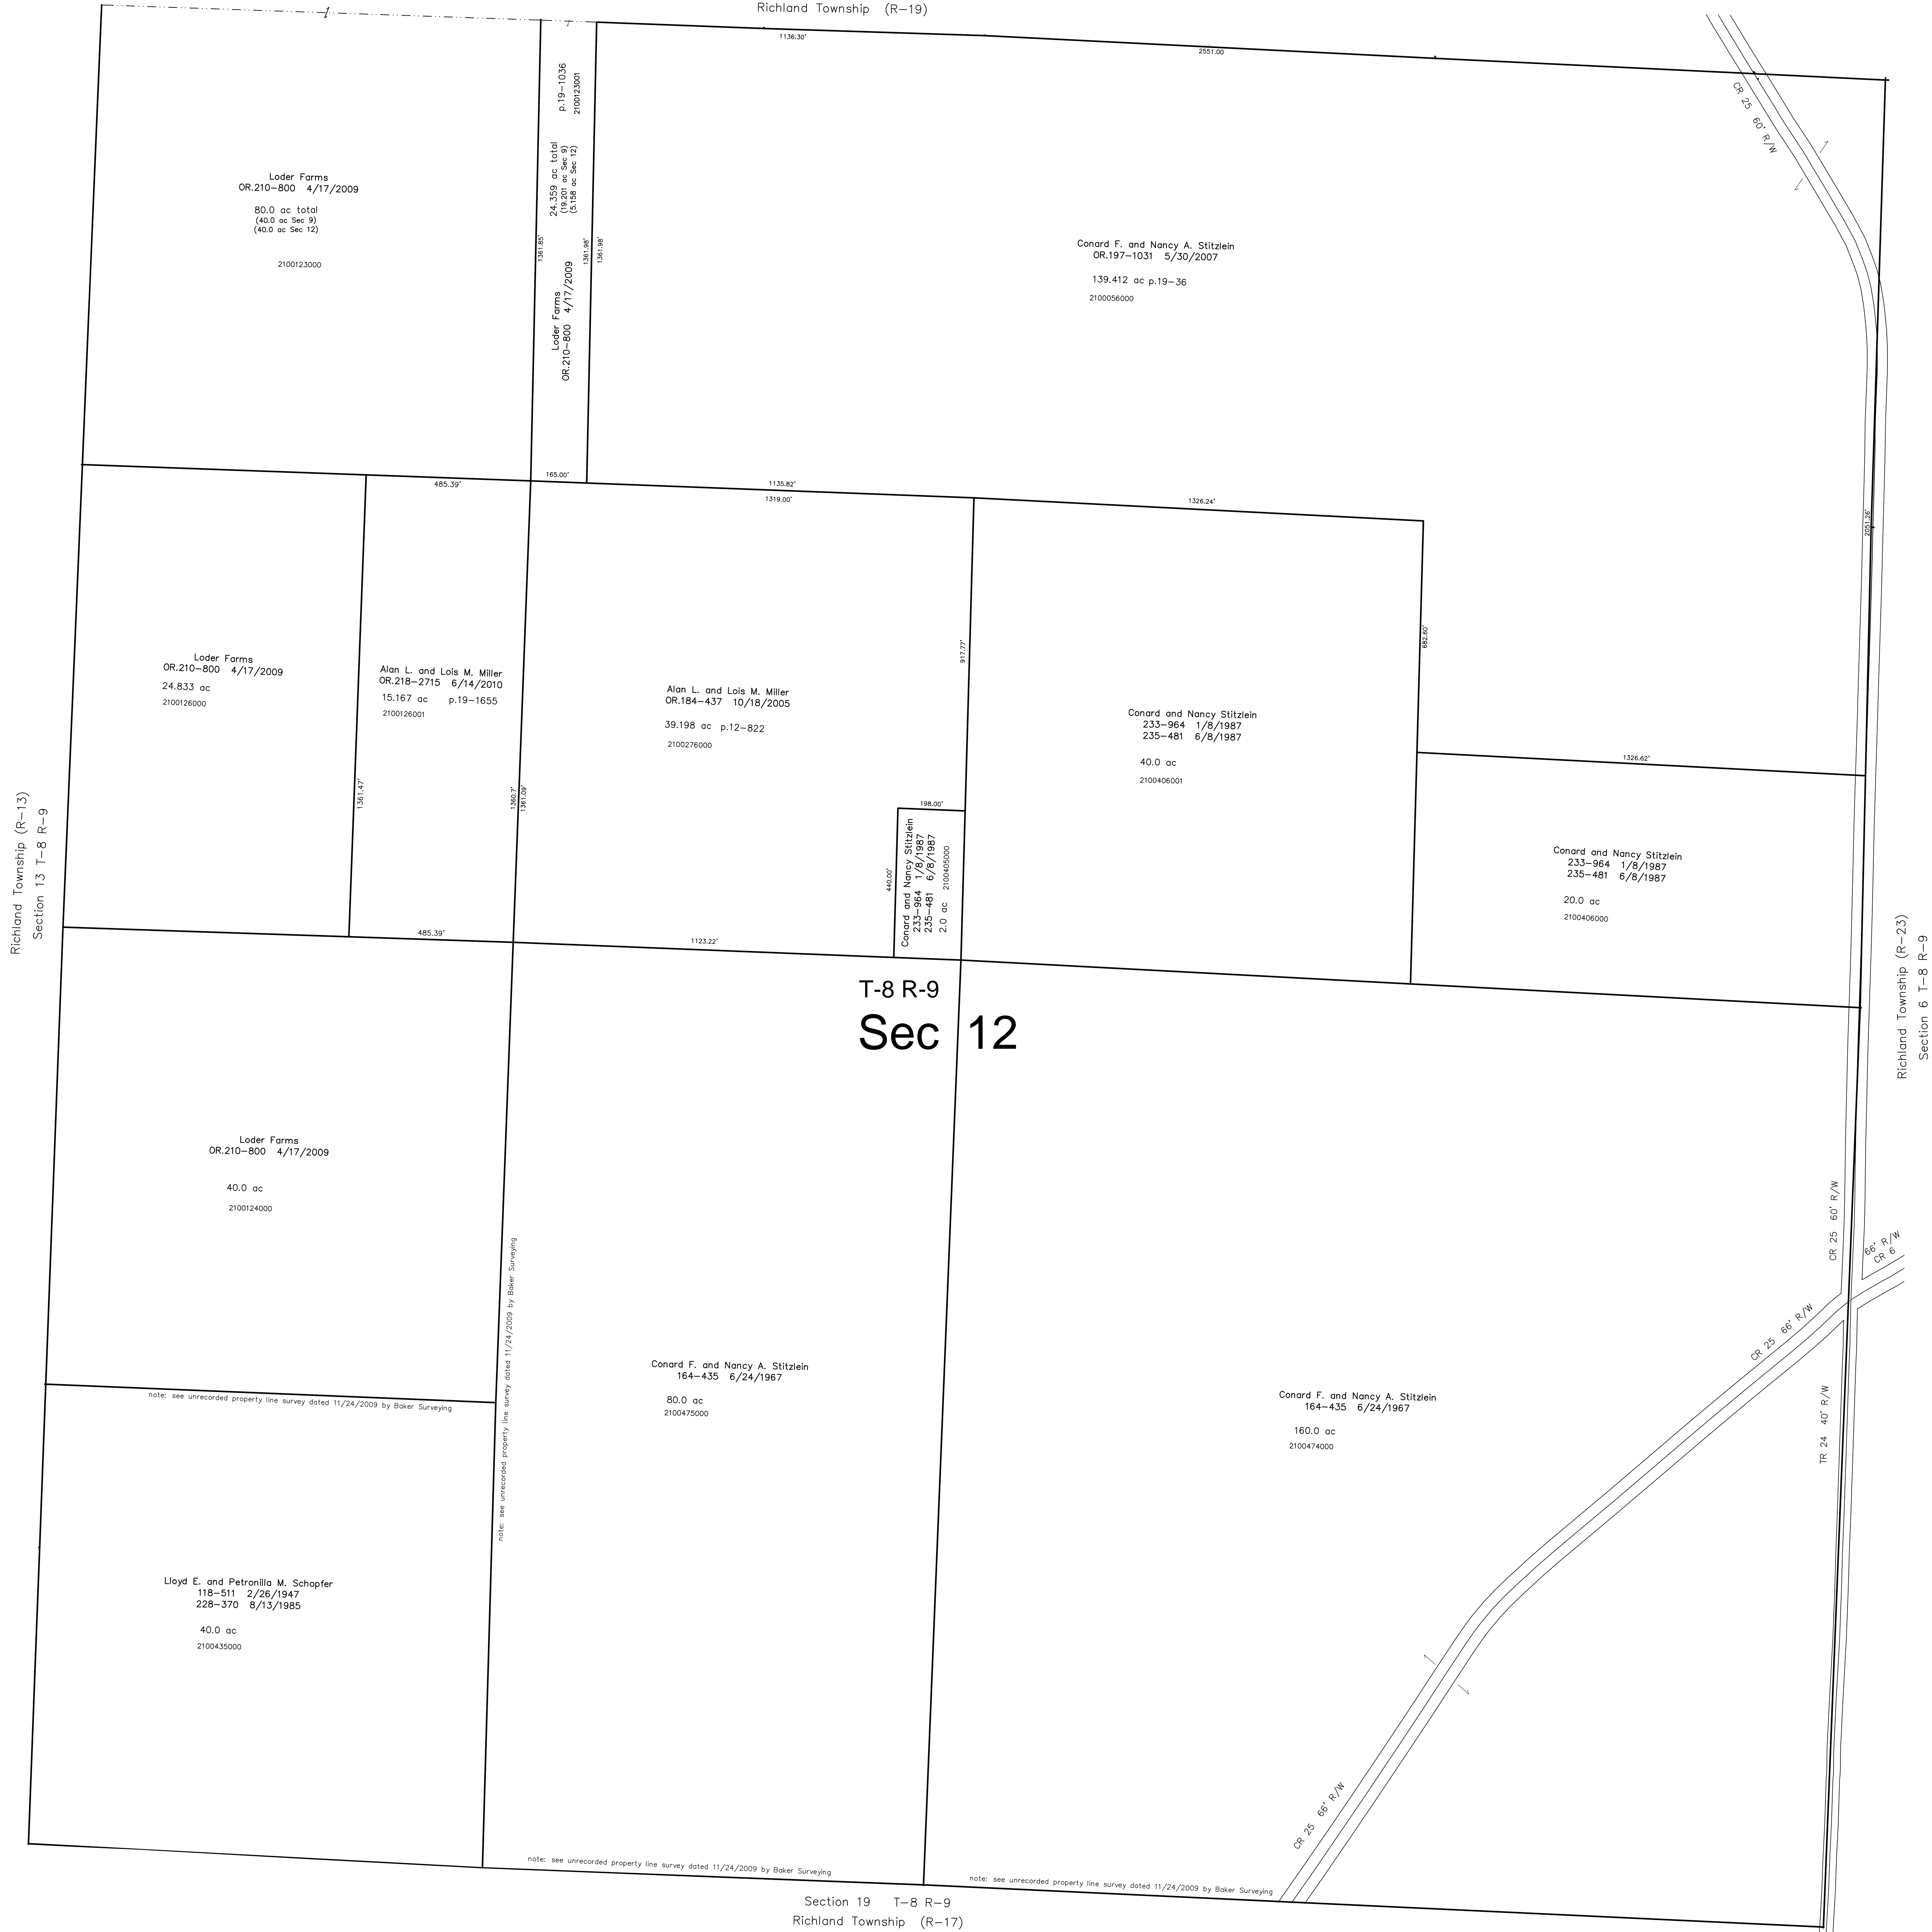 Richland Township (R-19)
1136.30'
2551.00
CR 25 60' R/W
p.19-1036
2100123001
24.359 ac total
(19.201 ac Sec 9)
(5.158 ac Sec 12)
Loder Farms
OR.210-800 4/17/2009
1361.85'
1361.98'
1361.98'
Loder Farms
OR.210-800 4/17/2009
80.0 ac total
(40.0 ac Sec 9)
(40.0 ac Sec 12)
2100123000
Conard F. and Nancy A. Stitzlein
OR.197-1031 5/30/2007
139.412 ac p.19-36
2100056000
485.39'
165.00'
1135.82'
1319.00'
1326.24'
2051.26'
682.60'
917.77'
Loder Farms
OR.210-800 4/17/2009
24.833 ac
2100126000
Alan L. and Lois M. Miller
OR.218-2715 6/14/2010
15.167 ac p.19-1655
2100126001
1361.47'
1360.7'
1361.09'
Alan L. and Lois M. Miller
OR.184-437 10/18/2005
39.198 ac p.12-822
2100276000
Conard and Nancy Stitzlein
233-964 1/8/1987
235-481 6/8/1987
40.0 ac
2100406001
1326.62'
198.00'
440.00'
Conard and Nancy Stitzlein
233-964 1/8/1987
235-481 6/8/1987
2.0 ac 2100405000
Conard and Nancy Stitzlein
233-964 1/8/1987
235-481 6/8/1987
20.0 ac
2100406000
Richland Township (R-13)
Section 13 T-8 R-9
Richland Township (R-23)
Section 6 T-8 R-9
485.39'
1123.22'
T-8 R-9
Sec 12
Loder Farms
OR.210-800 4/17/2009
40.0 ac
2100124000
CR 25 60' R/W
66' R/W
CR 6
CR 25 66' R/W
TR 24 40' R/W
note: see unrecorded property line survey dated 11/24/2009 by Baker Surveying
note: see unrecorded property line survey dated 11/24/2009 by Baker Surveying
Conard F. and Nancy A. Stitzlein
164-435 6/24/1967
80.0 ac
2100475000
Conard F. and Nancy A. Stitzlein
164-435 6/24/1967
160.0 ac
2100474000
Lloyd E. and Petronilla M. Schopfer
118-511 2/26/1947
228-370 8/13/1985
40.0 ac
2100435000
CR 25 66' R/W
note: see unrecorded property line survey dated 11/24/2009 by Baker Surveying
note: see unrecorded property line survey dated 11/24/2009 by Baker Surveying
Section 19 T-8 R-9
Richland Township (R-17)